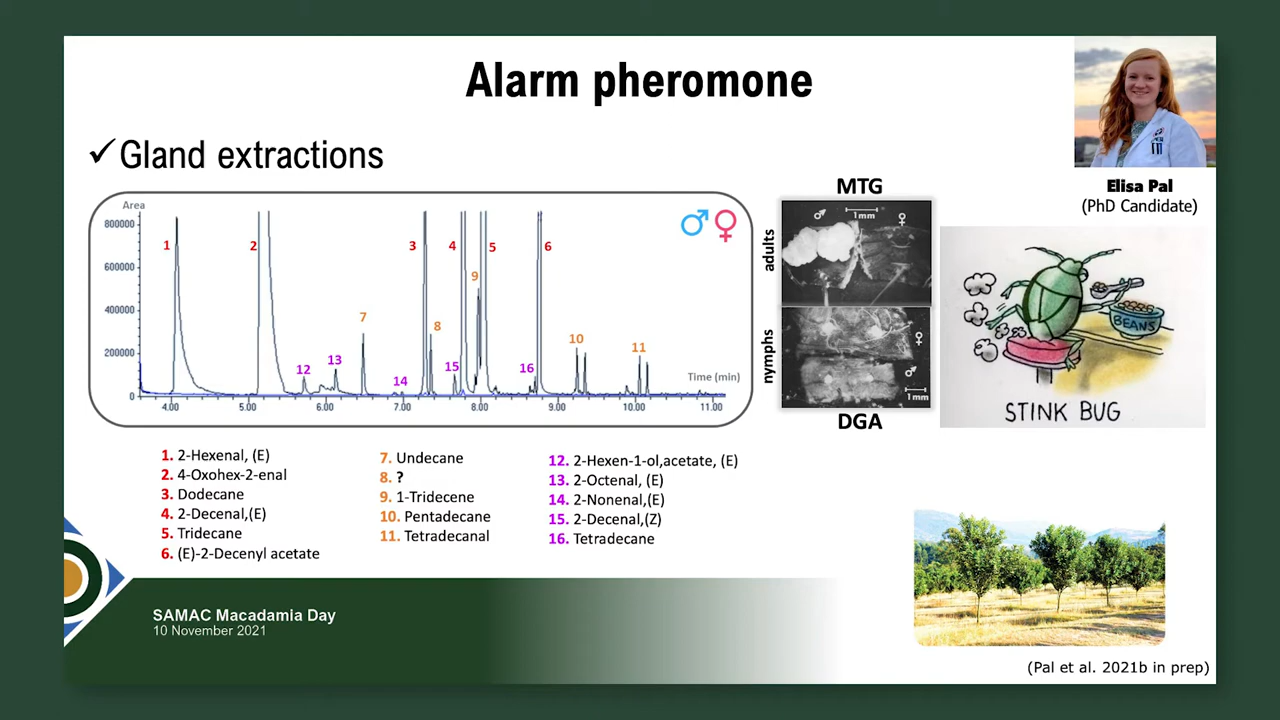 Alarm pheromone
✓Gland extractions
Elisa Pal
(PhD Candidate)
Area
800000
600000
400000
200000
0
1
2
3
4
5
6
7
8
9
10
11
12
13
14
15
16
♂♀
Time (min)
4.00 5.00 6.00 7.00 8.00 9.00 10.00 11.00
MTG
adults
♂ 1mm ♀
nymphs
♀
♂
1mm
DGA
BEANS
STINK BUG
1. 2-Hexenal, (E)
2. 4-Oxohex-2-enal
3. Dodecane
4. 2-Decenal,(E)
5. Tridecane
6. (E)-2-Decenyl acetate
7. Undecane
8. ?
9. 1-Tridecene
10. Pentadecane
11. Tetradecanal
12. 2-Hexen-1-ol,acetate, (E)
13. 2-Octenal, (E)
14. 2-Nonenal,(E)
15. 2-Decenal,(Z)
16. Tetradecane
SAMAC Macadamia Day
10 November 2021
(Pal et al. 2021b in prep)